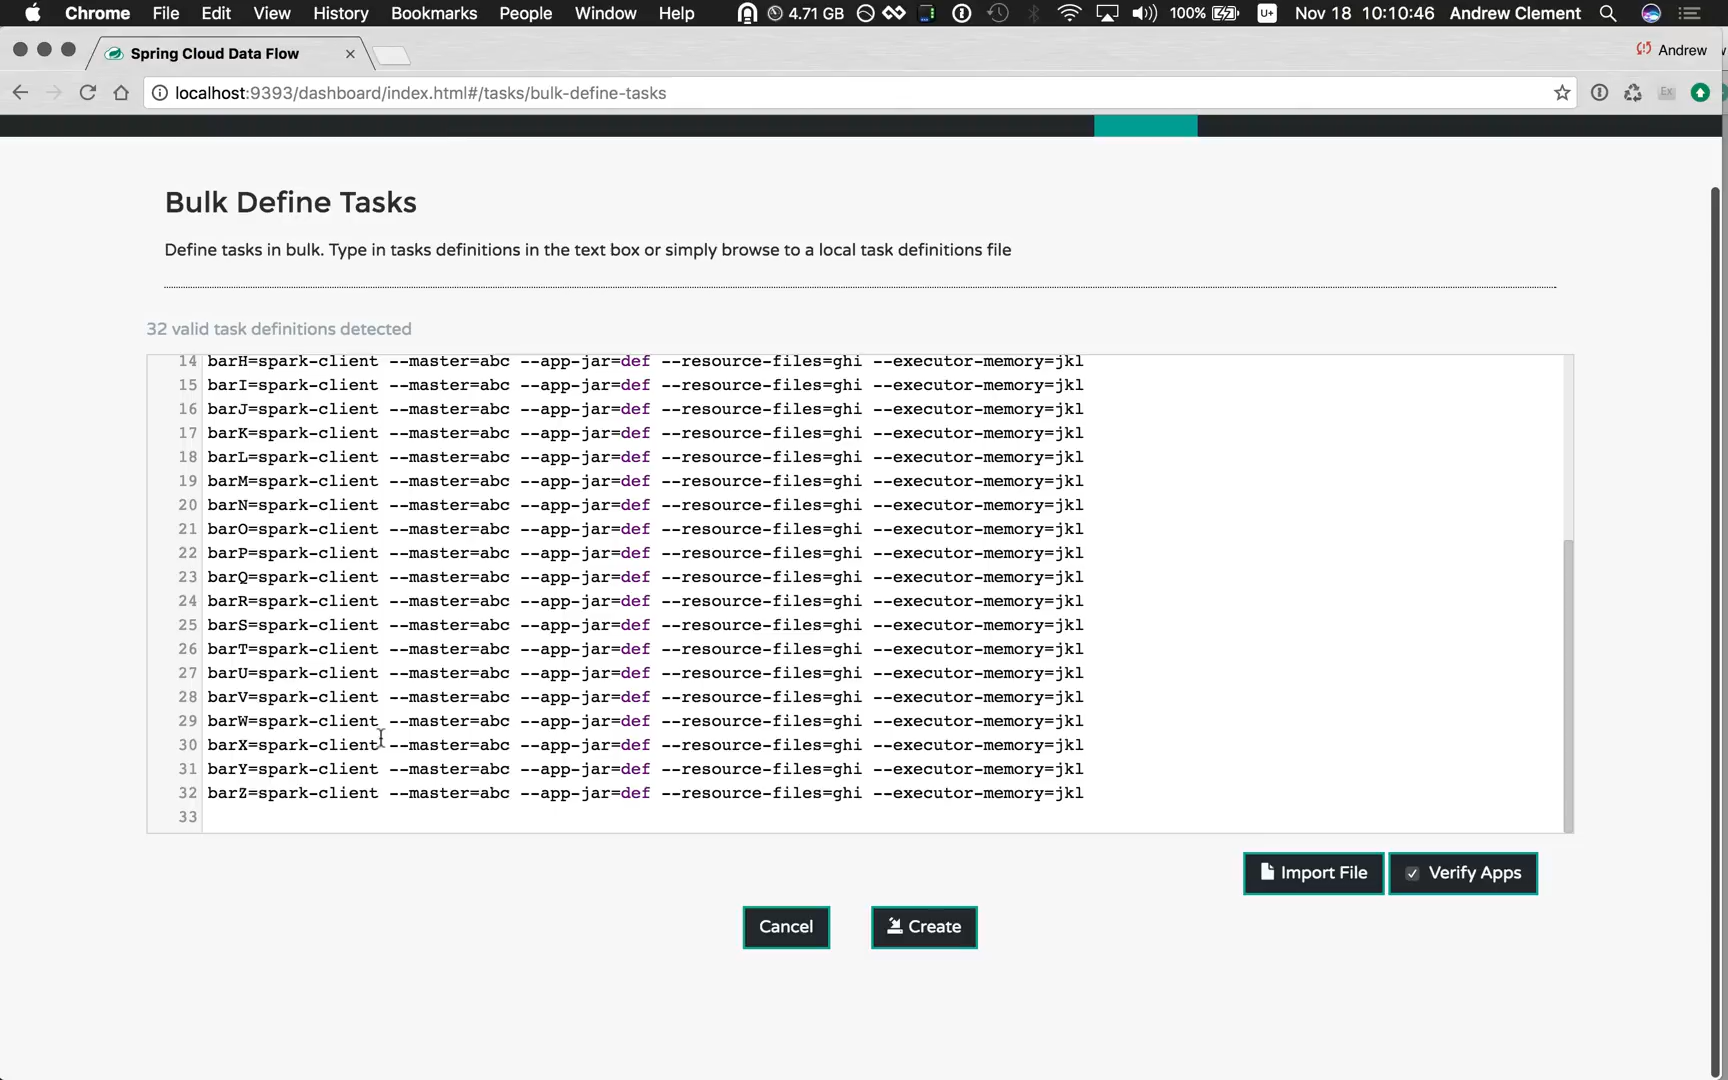 Chrome File Edit View History Bookmarks People Window Help 4.71 GB 100% U+ Nov 18 10:10:46 Andrew Clement
Spring Cloud Data Flow Andrew
localhost:9393/dashboard/index.html#/tasks/bulk-define-tasks Ex
Bulk Define Tasks
Define tasks in bulk. Type in tasks definitions in the text box or simply browse to a local task definitions file
32 valid task definitions detected
14 barH=spark-client --master=abc --app-jar=def --resource-files=ghi --executor-memory=jkl
15 barI=spark-client --master=abc --app-jar=def --resource-files=ghi --executor-memory=jkl
16 barJ=spark-client --master=abc --app-jar=def --resource-files=ghi --executor-memory=jkl
17 barK=spark-client --master=abc --app-jar=def --resource-files=ghi --executor-memory=jkl
18 barL=spark-client --master=abc --app-jar=def --resource-files=ghi --executor-memory=jkl
19 barM=spark-client --master=abc --app-jar=def --resource-files=ghi --executor-memory=jkl
20 barN=spark-client --master=abc --app-jar=def --resource-files=ghi --executor-memory=jkl
21 barO=spark-client --master=abc --app-jar=def --resource-files=ghi --executor-memory=jkl
22 barP=spark-client --master=abc --app-jar=def --resource-files=ghi --executor-memory=jkl
23 barQ=spark-client --master=abc --app-jar=def --resource-files=ghi --executor-memory=jkl
24 barR=spark-client --master=abc --app-jar=def --resource-files=ghi --executor-memory=jkl
25 barS=spark-client --master=abc --app-jar=def --resource-files=ghi --executor-memory=jkl
26 barT=spark-client --master=abc --app-jar=def --resource-files=ghi --executor-memory=jkl
27 barU=spark-client --master=abc --app-jar=def --resource-files=ghi --executor-memory=jkl
28 barV=spark-client --master=abc --app-jar=def --resource-files=ghi --executor-memory=jkl
29 barW=spark-client --master=abc --app-jar=def --resource-files=ghi --executor-memory=jkl
30 barX=spark-client --master=abc --app-jar=def --resource-files=ghi --executor-memory=jkl
31 barY=spark-client --master=abc --app-jar=def --resource-files=ghi --executor-memory=jkl
32 barZ=spark-client --master=abc --app-jar=def --resource-files=ghi --executor-memory=jkl
33
Import File Verify Apps
Cancel Create